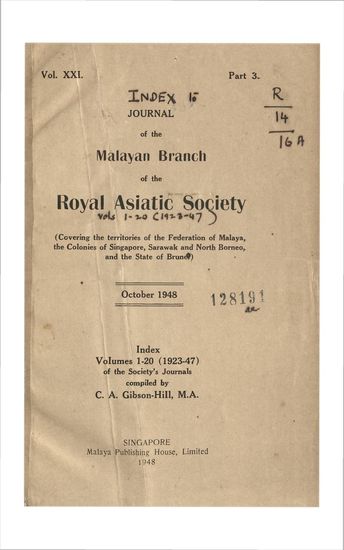 Vol. XXI. Part 3.
INDEX to
R
JOURNAL
14
of the
16A
Malayan Branch
of the
Royal Asiatic Society
Vols 1-20 (1923-47)
(Covering the territories of the Federation of Malaya,
the Colonies of Singapore, Sarawak and North Borneo,
and the State of Brunei)
October 1948
128191
Index
Volumes 1-20 (1923-47)
of the Society's Journals
compiled by
C. A. Gibson-Hill, M.A.
SINGAPORE
Malaya Publishing House, Limited
1948